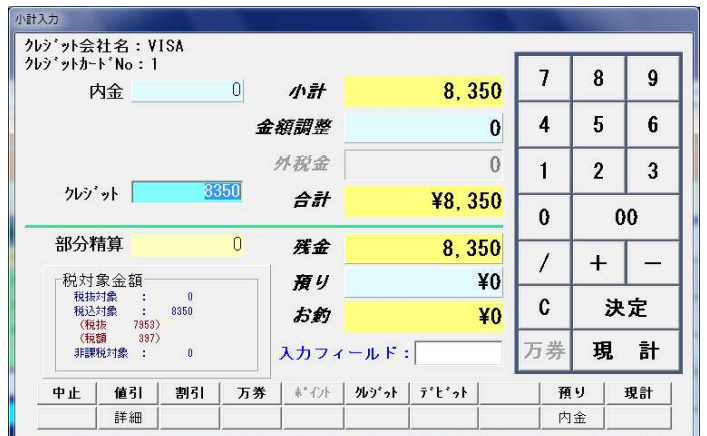 小計入力
ｸﾚｼﾞｯﾄ会社名：VISA
ｸﾚｼﾞｯﾄｶｰﾄﾞNo：1
内金 0 小計 8,350
金額調整 0
外税金 0
ｸﾚｼﾞｯﾄ 8350 合計 ¥8,350
部分精算 0 残金 8,350
預り ¥0
お釣 ¥0
入力フィールド：
税対象金額
税抜対象 ： 0
税込対象 ： 8350
(税抜 7953)
(税額 397)
非課税対象 ： 0
7 8 9
4 5 6
1 2 3
0 00
/ ＋ －
C 決定
万券 現 計
中止 値引 割引 万券 ﾎﾟｲﾝﾄ ｸﾚｼﾞｯﾄ ﾃﾞﾋﾞｯﾄ 預り 現計
詳細 内金